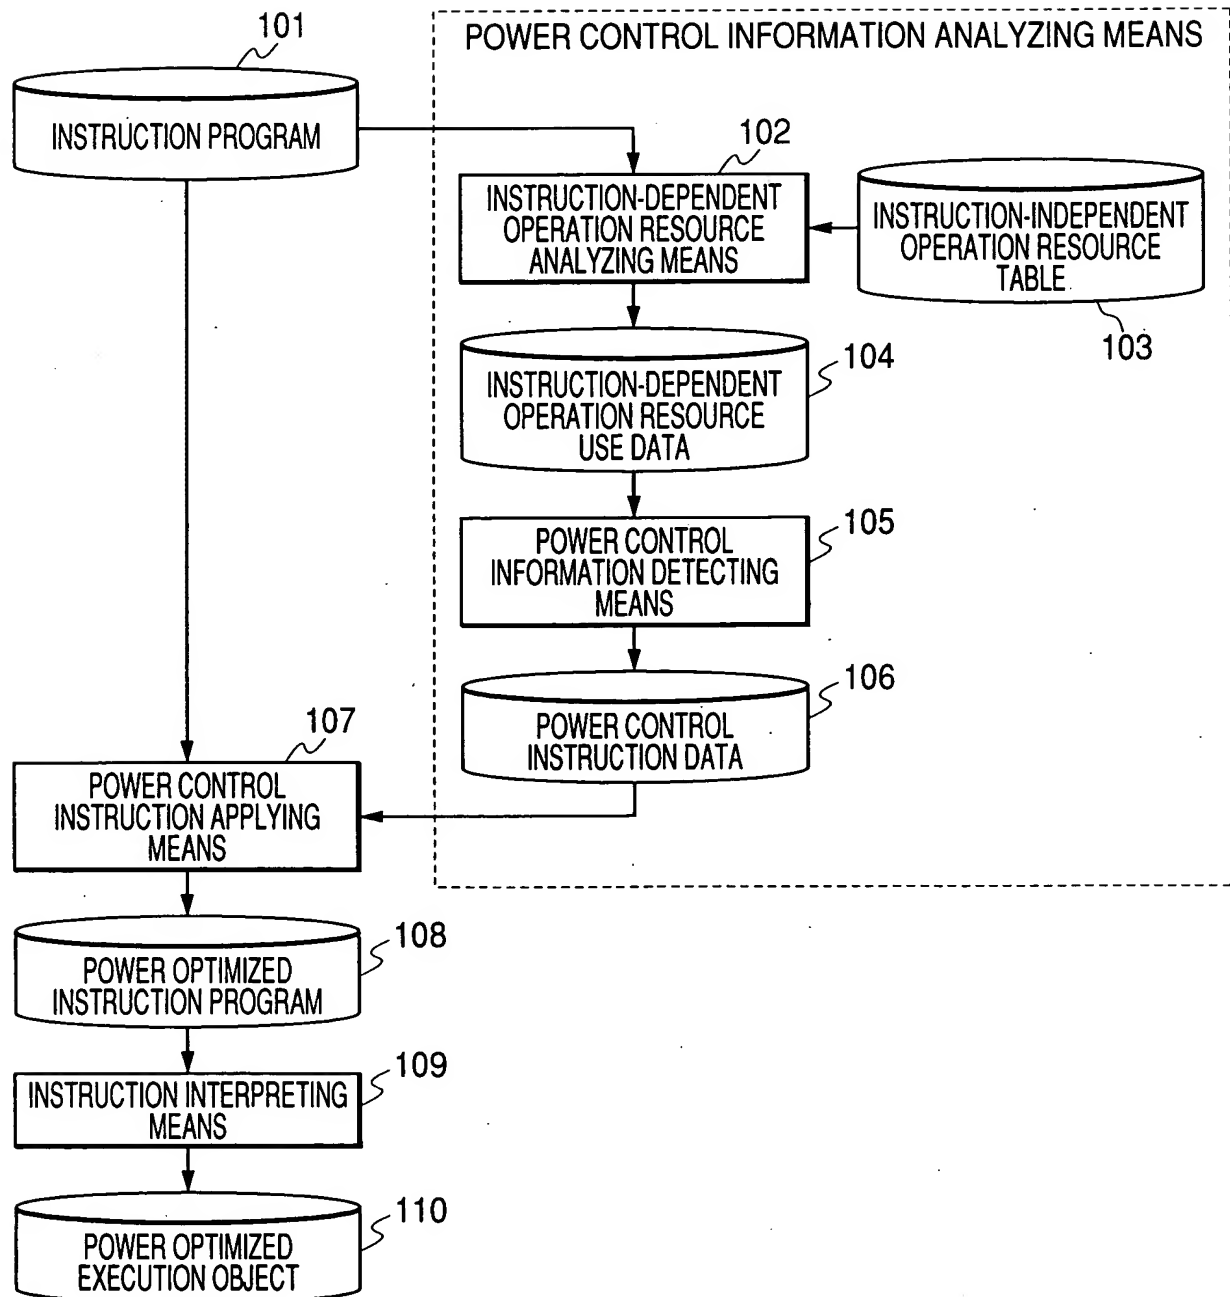 101
POWER CONTROL INFORMATION ANALYZING MEANS
INSTRUCTION PROGRAM
102
INSTRUCTION-DEPENDENT
OPERATION RESOURCE
ANALYZING MEANS
INSTRUCTION-INDEPENDENT
OPERATION RESOURCE
TABLE
103
104
INSTRUCTION-DEPENDENT
OPERATION RESOURCE
USE DATA
105
POWER CONTROL
INFORMATION DETECTING
MEANS
106
POWER CONTROL
INSTRUCTION DATA
107
POWER CONTROL
INSTRUCTION APPLYING
MEANS
108
POWER OPTIMIZED
INSTRUCTION PROGRAM
109
INSTRUCTION INTERPRETING
MEANS
110
POWER OPTIMIZED
EXECUTION OBJECT